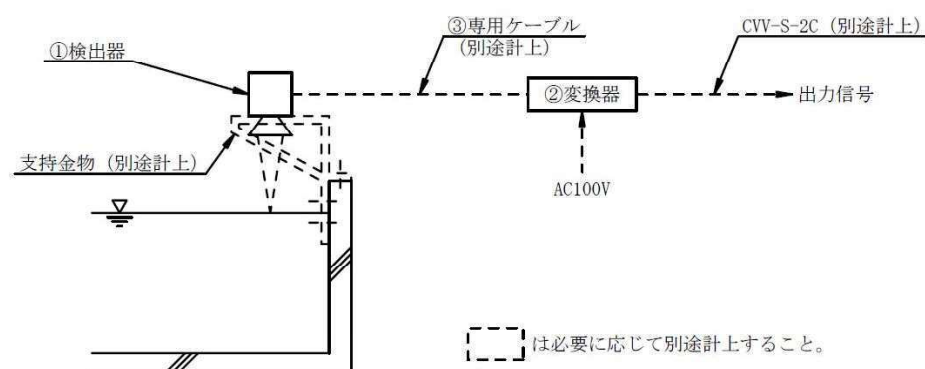 ①検出器
③専用ケーブル
(別途計上)
CVV-S-2C (別途計上)
②変換器
出力信号
支持金物 (別途計上)
AC100V
は必要に応じて別途計上すること。